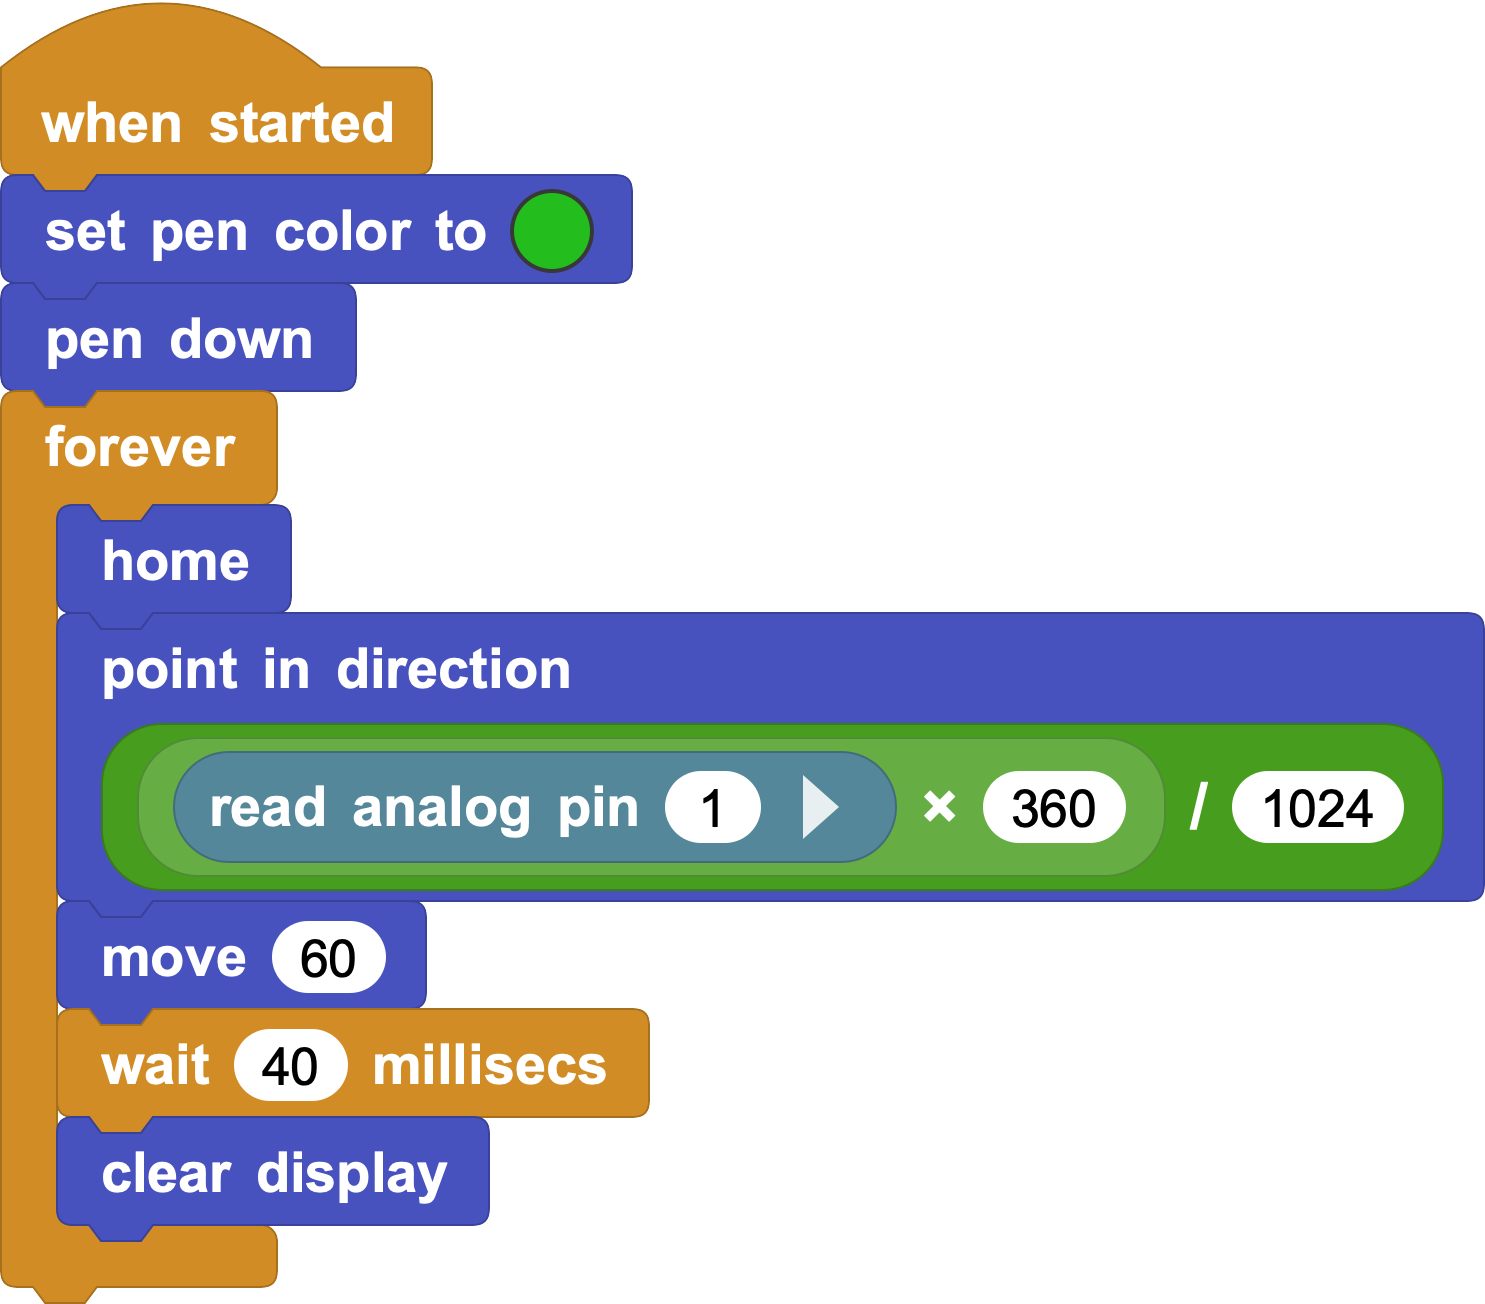 when started
set pen color to
pen down
forever
home
point in direction
read analog pin 1 × 360 / 1024
move 60
wait 40 millisecs
clear display